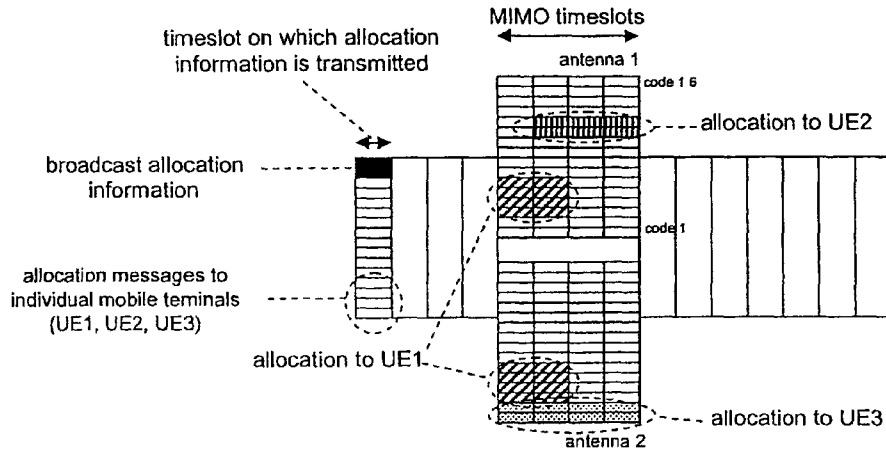 MIMO timeslots
timeslot on which allocation
information is transmitted
antenna 1
code 1 6
allocation to UE2
broadcast allocation
information
code 1
allocation messages to
individual mobile teminals
(UE1, UE2, UE3)
allocation to UE1
allocation to UE3
antenna 2